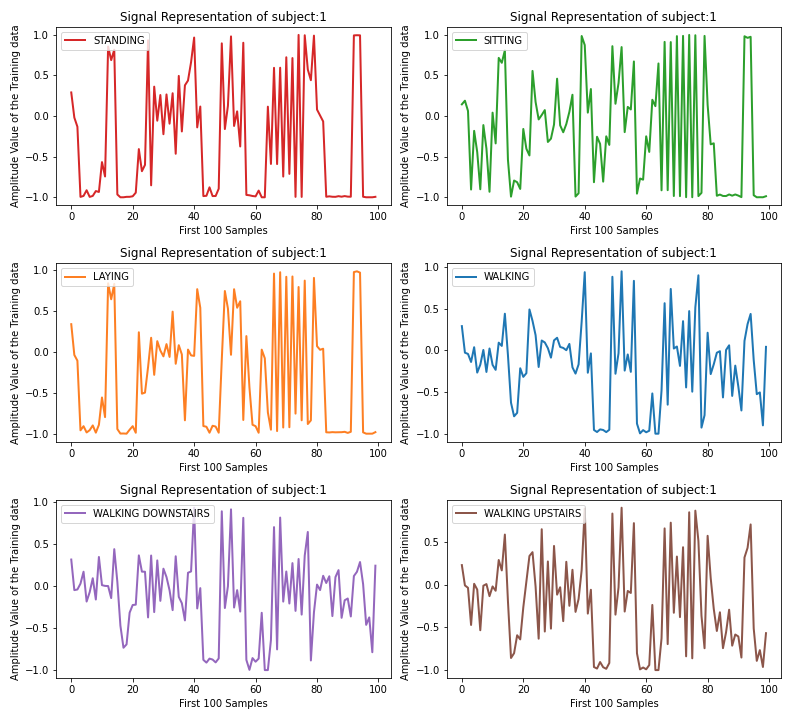 Signal Representation of subject:1
Amplitude Value of the Training data
1.0
0.5
0.0
−0.5
−1.0
STANDING
0 20 40 60 80 100
First 100 Samples
Signal Representation of subject:1
Amplitude Value of the Training data
1.0
0.5
0.0
−0.5
−1.0
SITTING
0 20 40 60 80 100
First 100 Samples
Signal Representation of subject:1
Amplitude Value of the Training data
1.0
0.5
0.0
−0.5
−1.0
LAYING
0 20 40 60 80 100
First 100 Samples
Signal Representation of subject:1
Amplitude Value of the Training data
1.0
0.5
0.0
−0.5
−1.0
WALKING
0 20 40 60 80 100
First 100 Samples
Signal Representation of subject:1
Amplitude Value of the Training data
1.0
0.5
0.0
−0.5
−1.0
WALKING DOWNSTAIRS
0 20 40 60 80 100
First 100 Samples
Signal Representation of subject:1
Amplitude Value of the Training data
0.5
0.0
−0.5
−1.0
WALKING UPSTAIRS
0 20 40 60 80 100
First 100 Samples